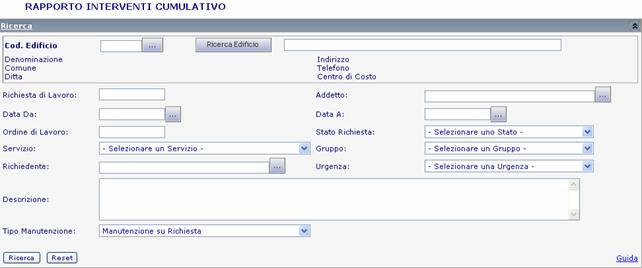 RAPPORTO INTERVENTI CUMULATIVO
Ricerca
Cod. Edificio ... Ricerca Edificio
Denominazione Indirizzo
Comune Telefono
Ditta Centro di Costo
Richiesta di Lavoro: Addetto: ...
Data Da: ... Data A: ...
Ordine di Lavoro: Stato Richiesta: - Selezionare uno Stato -
Servizio: - Selezionare un Servizio - Gruppo: - Selezionare un Gruppo -
Richiedente: ... Urgenza: - Selezionare una Urgenza -
Descrizione:
Tipo Manutenzione: Manutenzione su Richiesta
Ricerca Reset Guida